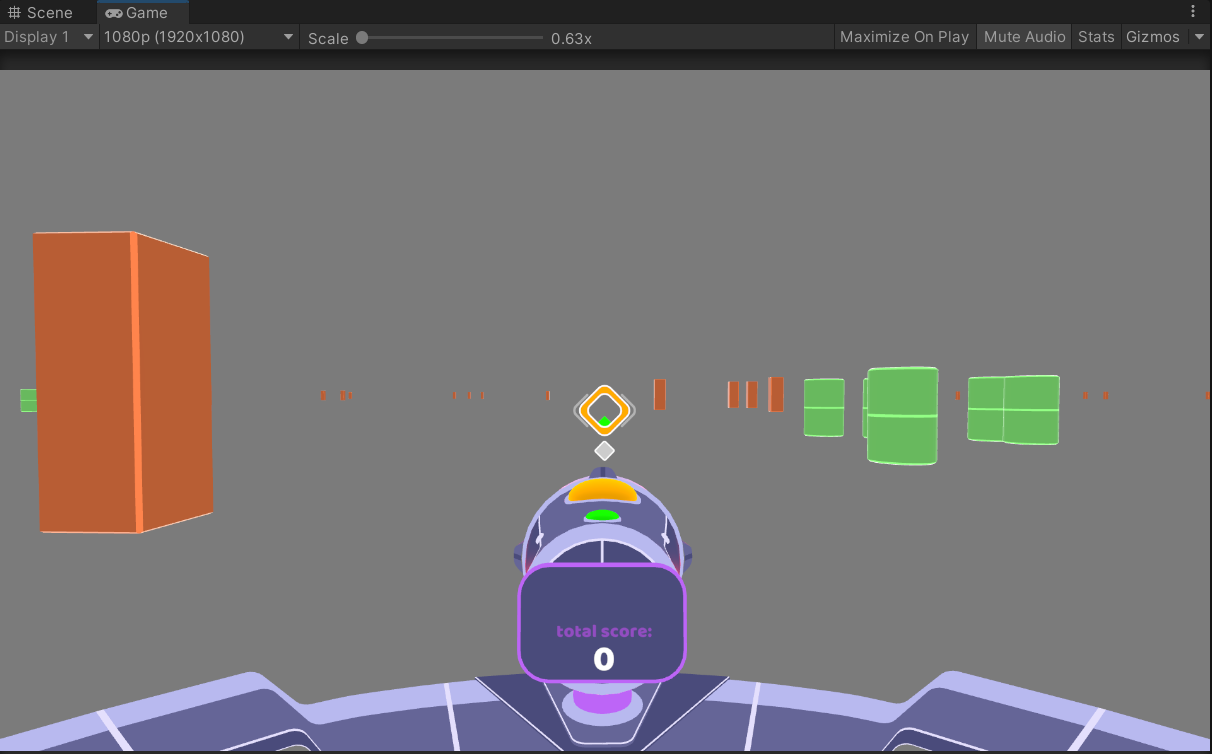 Scene Game
Display 1 1080p (1920x1080) Scale 0.63x Maximize On Play Mute Audio Stats Gizmos
total score:
0